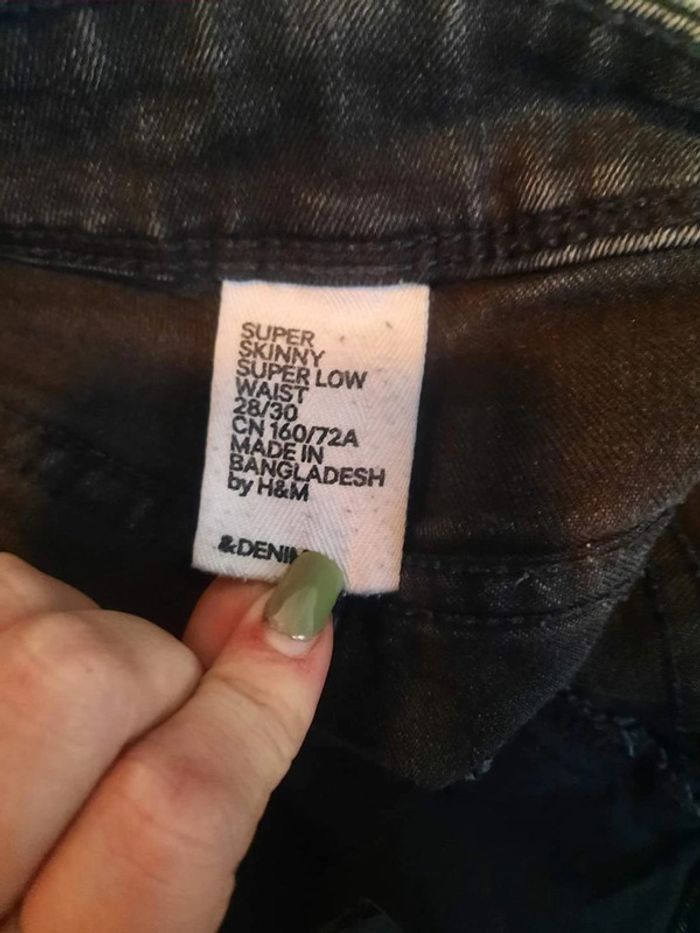 SUPER
SKINNY
SUPER LOW
WAIST
28/30
CN 160/72A
MADE IN
BANGLADESH
by H&M